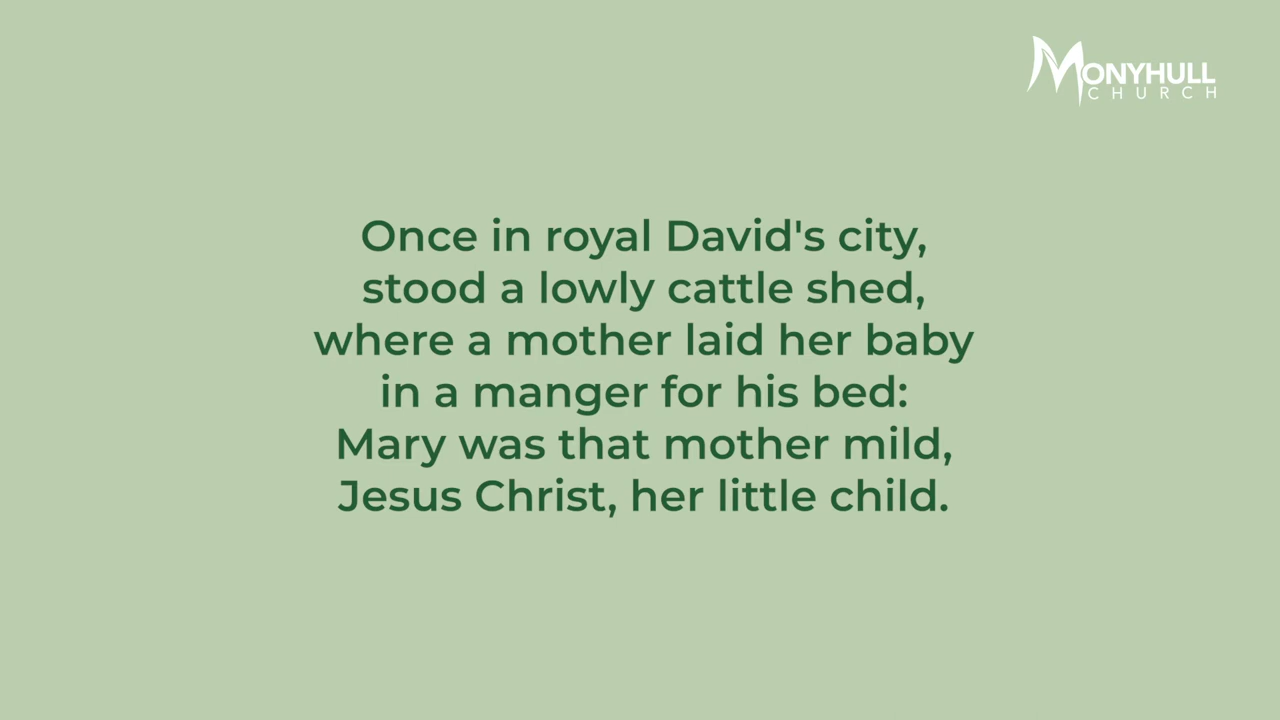 MONYHULL
CHURCH
Once in royal David's city,
stood a lowly cattle shed,
where a mother laid her baby
in a manger for his bed:
Mary was that mother mild,
Jesus Christ, her little child.